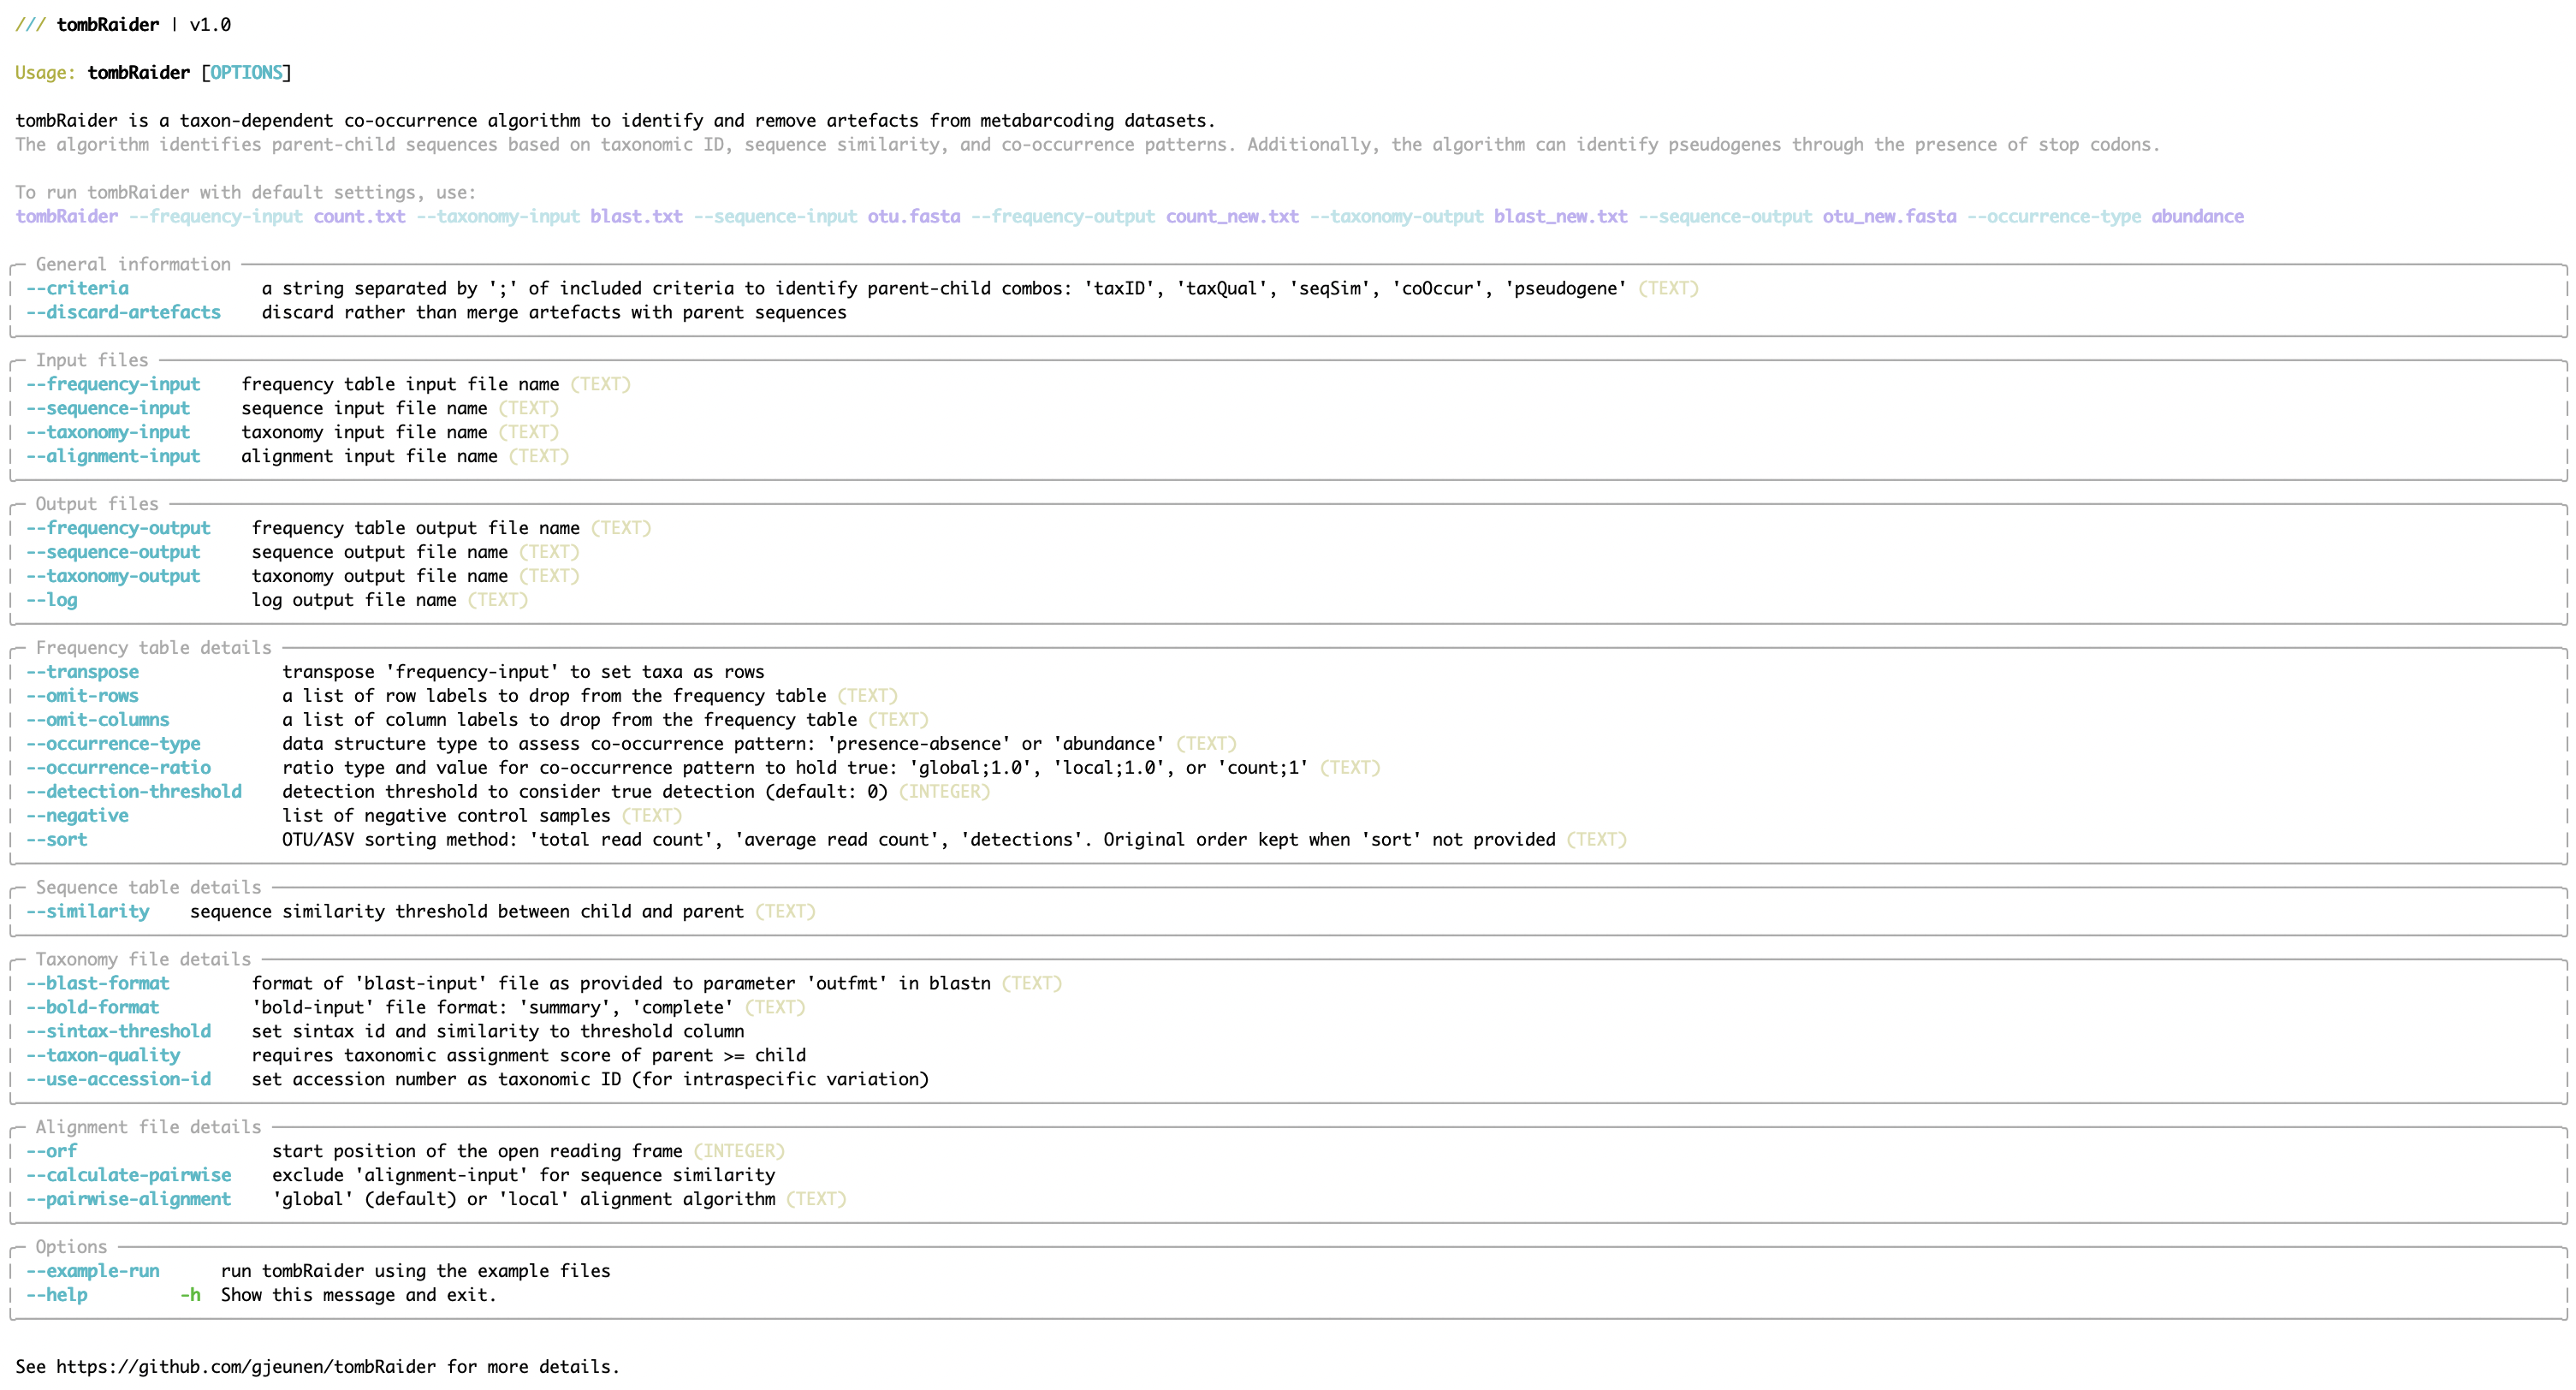 /// tombRaider | v1.0
Usage: tombRaider [OPTIONS]
tombRaider is a taxon-dependent co-occurrence algorithm to identify and remove artefacts from metabarcoding datasets.
The algorithm identifies parent-child sequences based on taxonomic ID, sequence similarity, and co-occurrence patterns. Additionally, the algorithm can identify pseudogenes through the presence of stop codons.
To run tombRaider with default settings, use:
tombRaider --frequency-input count.txt --taxonomy-input blast.txt --sequence-input otu.fasta --frequency-output count_new.txt --taxonomy-output blast_new.txt --sequence-output otu_new.fasta --occurrence-type abundance
General information
--criteria a string separated by ';' of included criteria to identify parent-child combos: 'taxID', 'taxQual', 'seqSim', 'coOccur', 'pseudogene' (TEXT)
--discard-artefacts discard rather than merge artefacts with parent sequences
Input files
--frequency-input frequency table input file name (TEXT)
--sequence-input sequence input file name (TEXT)
--taxonomy-input taxonomy input file name (TEXT)
--alignment-input alignment input file name (TEXT)
Output files
--frequency-output frequency table output file name (TEXT)
--sequence-output sequence output file name (TEXT)
--taxonomy-output taxonomy output file name (TEXT)
--log log output file name (TEXT)
Frequency table details
--transpose transpose 'frequency-input' to set taxa as rows
--omit-rows a list of row labels to drop from the frequency table (TEXT)
--omit-columns a list of column labels to drop from the frequency table (TEXT)
--occurrence-type data structure type to assess co-occurrence pattern: 'presence-absence' or 'abundance' (TEXT)
--occurrence-ratio ratio type and value for co-occurrence pattern to hold true: 'global;1.0', 'local;1.0', or 'count;1' (TEXT)
--detection-threshold detection threshold to consider true detection (default: 0) (INTEGER)
--negative list of negative control samples (TEXT)
--sort OTU/ASV sorting method: 'total read count', 'average read count', 'detections'. Original order kept when 'sort' not provided (TEXT)
Sequence table details
--similarity sequence similarity threshold between child and parent (TEXT)
Taxonomy file details
--blast-format format of 'blast-input' file as provided to parameter 'outfmt' in blastn (TEXT)
--bold-format 'bold-input' file format: 'summary', 'complete' (TEXT)
--sintax-threshold set sintax id and similarity to threshold column
--taxon-quality requires taxonomic assignment score of parent >= child
--use-accession-id set accession number as taxonomic ID (for intraspecific variation)
Alignment file details
--orf start position of the open reading frame (INTEGER)
--calculate-pairwise exclude 'alignment-input' for sequence similarity
--pairwise-alignment 'global' (default) or 'local' alignment algorithm (TEXT)
Options
--example-run run tombRaider using the example files
--help -h Show this message and exit.
See https://github.com/gjeunen/tombRaider for more details.